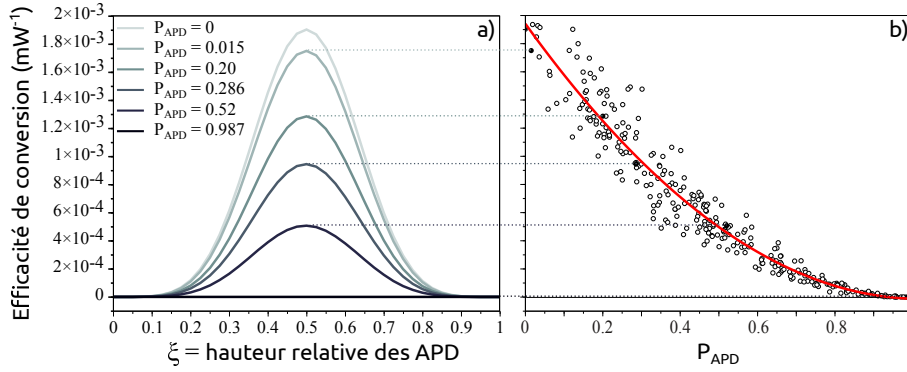 Efficacité de conversion (mW⁻¹)
2×10⁻³
1.8×10⁻³
1.6×10⁻³
1.4×10⁻³
1.2×10⁻³
1×10⁻³
8×10⁻⁴
6×10⁻⁴
4×10⁻⁴
2×10⁻⁴
0
a)
P_APD = 0
P_APD = 0.015
P_APD = 0.20
P_APD = 0.286
P_APD = 0.52
P_APD = 0.987
0 0.1 0.2 0.3 0.4 0.5 0.6 0.7 0.8 0.9 1
ξ = hauteur relative des APD
b)
0 0.2 0.4 0.6 0.8
P_APD